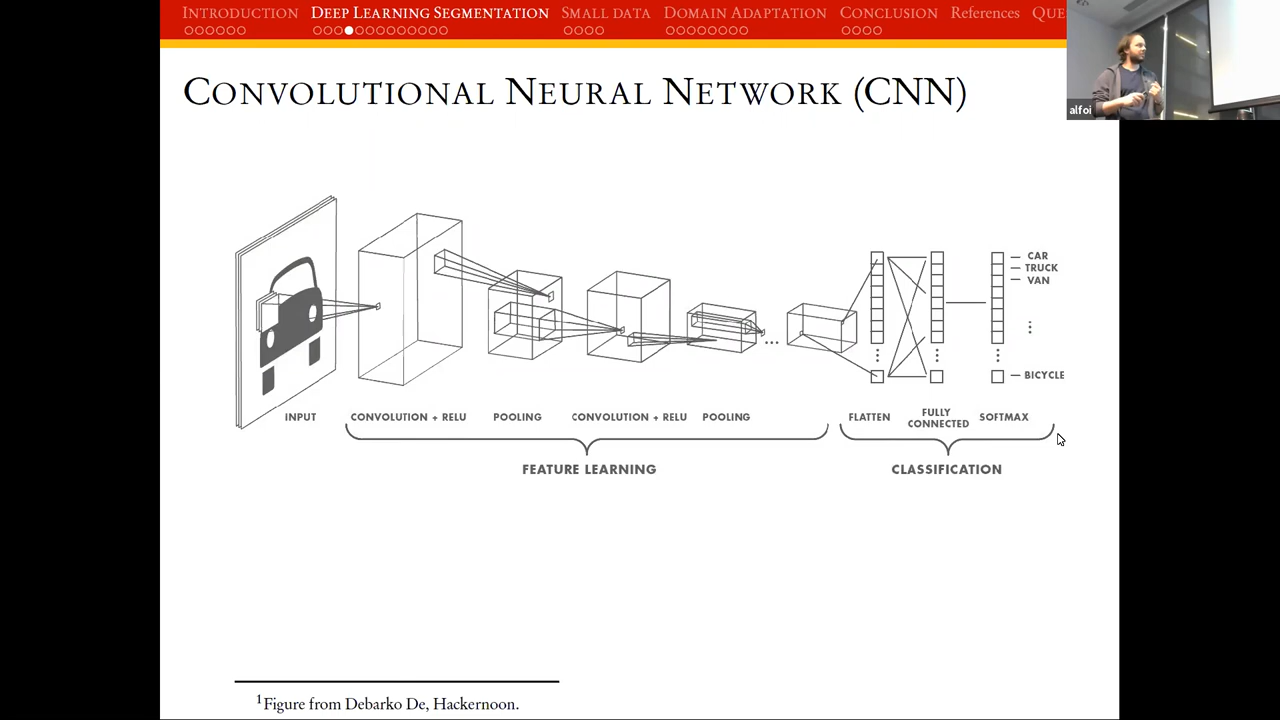 INTRODUCTION DEEP LEARNING SEGMENTATION SMALL DATA DOMAIN ADAPTATION CONCLUSION References QUE
alfoi
CONVOLUTIONAL NEURAL NETWORK (CNN)
CAR
TRUCK
VAN
BICYCLE
INPUT CONVOLUTION + RELU POOLING CONVOLUTION + RELU POOLING FLATTEN FULLY CONNECTED SOFTMAX
FEATURE LEARNING CLASSIFICATION
1Figure from Debarko De, Hackernoon.